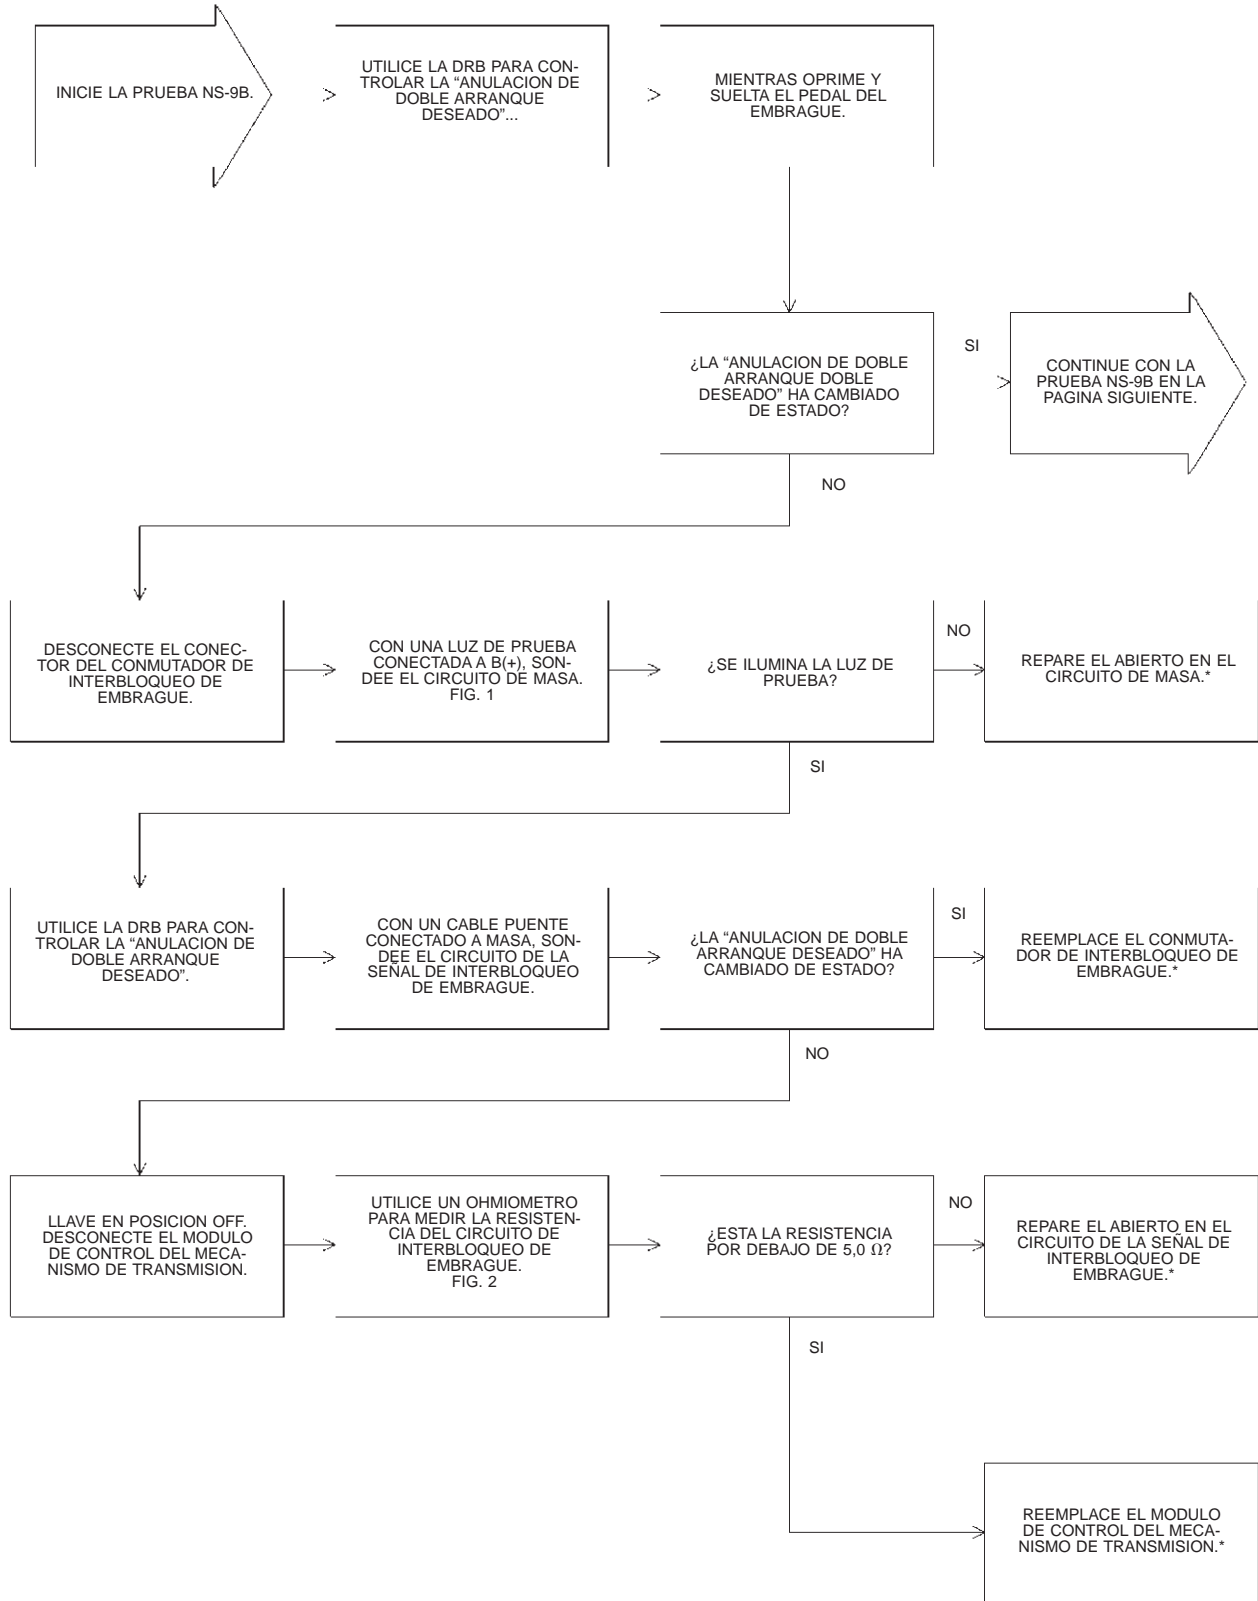 INICIE LA PRUEBA NS-9B.
UTILICE LA DRB PARA CON-
TROLAR LA “ANULACION DE
DOBLE ARRANQUE
DESEADO”...
MIENTRAS OPRIME Y
SUELTA EL PEDAL DEL
EMBRAGUE.
¿LA “ANULACION DE DOBLE
ARRANQUE DOBLE
DESEADO” HA CAMBIADO
DE ESTADO?
SI
CONTINUE CON LA
PRUEBA NS-9B EN LA
PAGINA SIGUIENTE.
NO
DESCONECTE EL CONEC-
TOR DEL CONMUTADOR DE
INTERBLOQUEO DE
EMBRAGUE.
CON UNA LUZ DE PRUEBA
CONECTADA A B(+), SON-
DEE EL CIRCUITO DE MASA.
FIG. 1
¿SE ILUMINA LA LUZ DE
PRUEBA?
NO
REPARE EL ABIERTO EN EL
CIRCUITO DE MASA.*
SI
UTILICE LA DRB PARA CON-
TROLAR LA “ANULACION DE
DOBLE ARRANQUE
DESEADO”.
CON UN CABLE PUENTE
CONECTADO A MASA, SON-
DEE EL CIRCUITO DE LA
SEÑAL DE INTERBLOQUEO
DE EMBRAGUE.
¿LA “ANULACION DE DOBLE
ARRANQUE DESEADO” HA
CAMBIADO DE ESTADO?
SI
REEMPLACE EL CONMUTA-
DOR DE INTERBLOQUEO DE
EMBRAGUE.*
NO
LLAVE EN POSICION OFF.
DESCONECTE EL MODULO
DE CONTROL DEL MECA-
NISMO DE TRANSMISION.
UTILICE UN OHMIOMETRO
PARA MEDIR LA RESISTEN-
CIA DEL CIRCUITO DE
INTERBLOQUEO DE
EMBRAGUE.
FIG. 2
¿ESTA LA RESISTENCIA
POR DEBAJO DE 5,0 Ω?
NO
REPARE EL ABIERTO EN EL
CIRCUITO DE LA SEÑAL DE
INTERBLOQUEO DE
EMBRAGUE.*
SI
REEMPLACE EL MODULO
DE CONTROL DEL MECA-
NISMO DE TRANSMISION.*